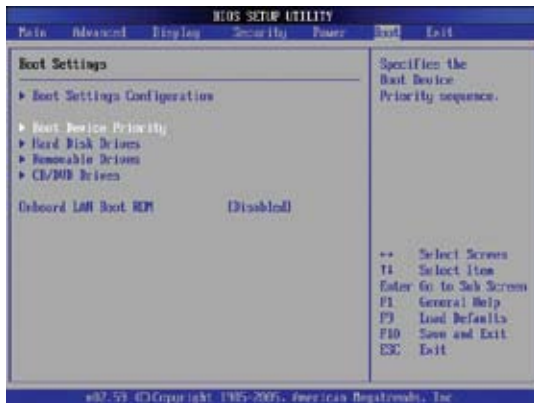 BIOS SETUP UTILITY
Main Advanced Display Security Power Boot Exit
Boot Settings
Boot Settings Configuration
Boot Device Priority
Hard Disk Drives
Removable Drives
CD/DVD Drives
Onboard LAN Boot ROM [Disabled]
Specifies the
Boot Device
Priority sequence.
↔ Select Screen
↑↓ Select Item
Enter Go to Sub Screen
F1 General Help
F9 Load Defaults
F10 Save and Exit
ESC Exit
v02.59 (C)Copyright 1985-2005, American Megatrends, Inc